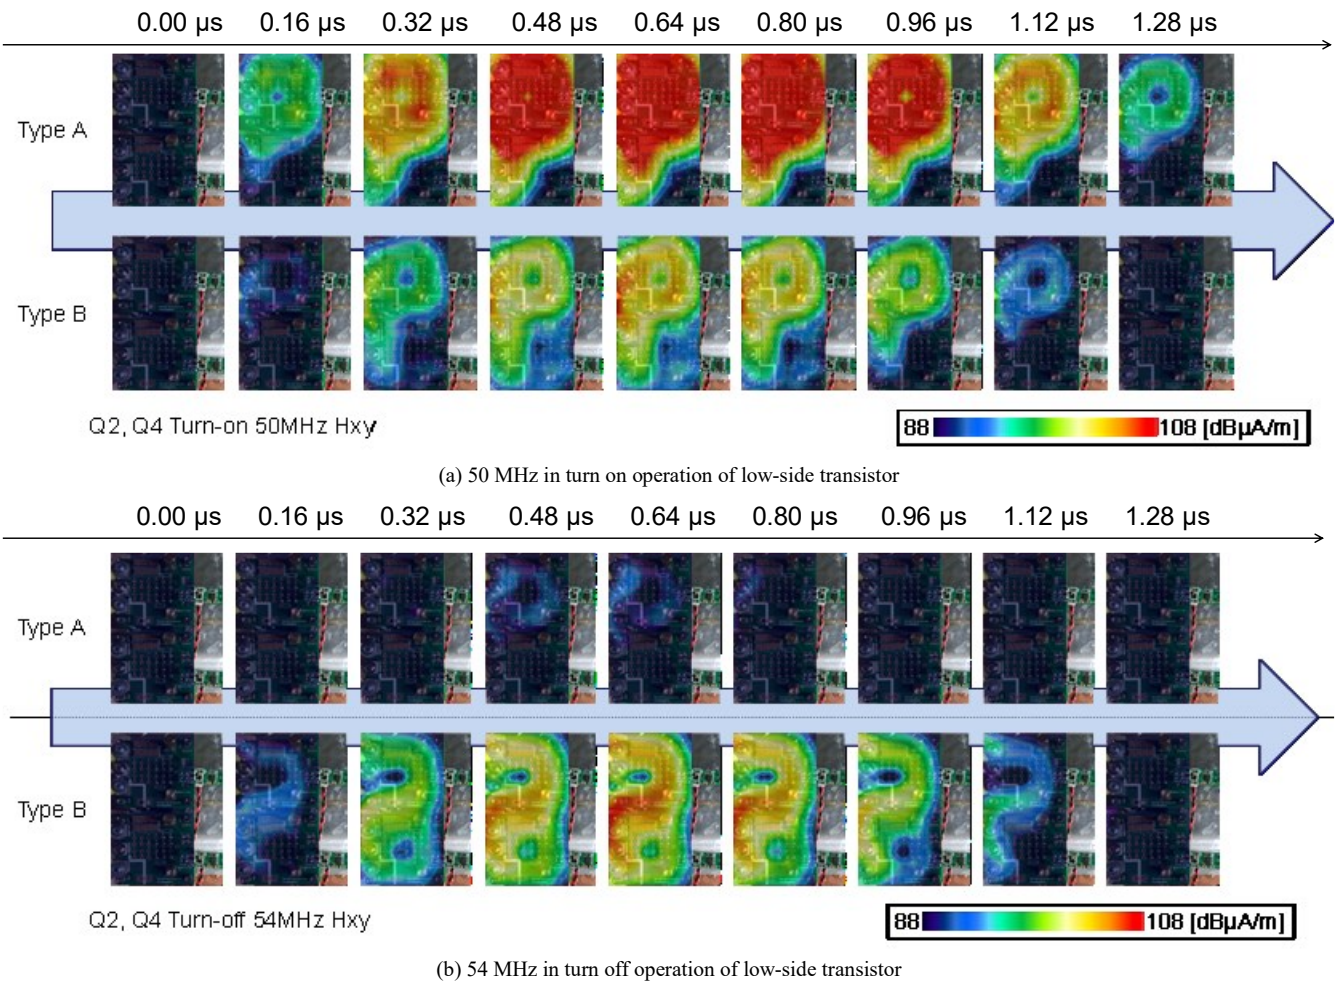 0.00 µs 0.16 µs 0.32 µs 0.48 µs 0.64 µs 0.80 µs 0.96 µs 1.12 µs 1.28 µs
Type A
Type B
Q2, Q4 Turn-on 50MHz Hxy
88 108 [dBµA/m]
(a) 50 MHz in turn on operation of low-side transistor
0.00 µs 0.16 µs 0.32 µs 0.48 µs 0.64 µs 0.80 µs 0.96 µs 1.12 µs 1.28 µs
Type A
Type B
Q2, Q4 Turn-off 54MHz Hxy
88 108 [dBµA/m]
(b) 54 MHz in turn off operation of low-side transistor